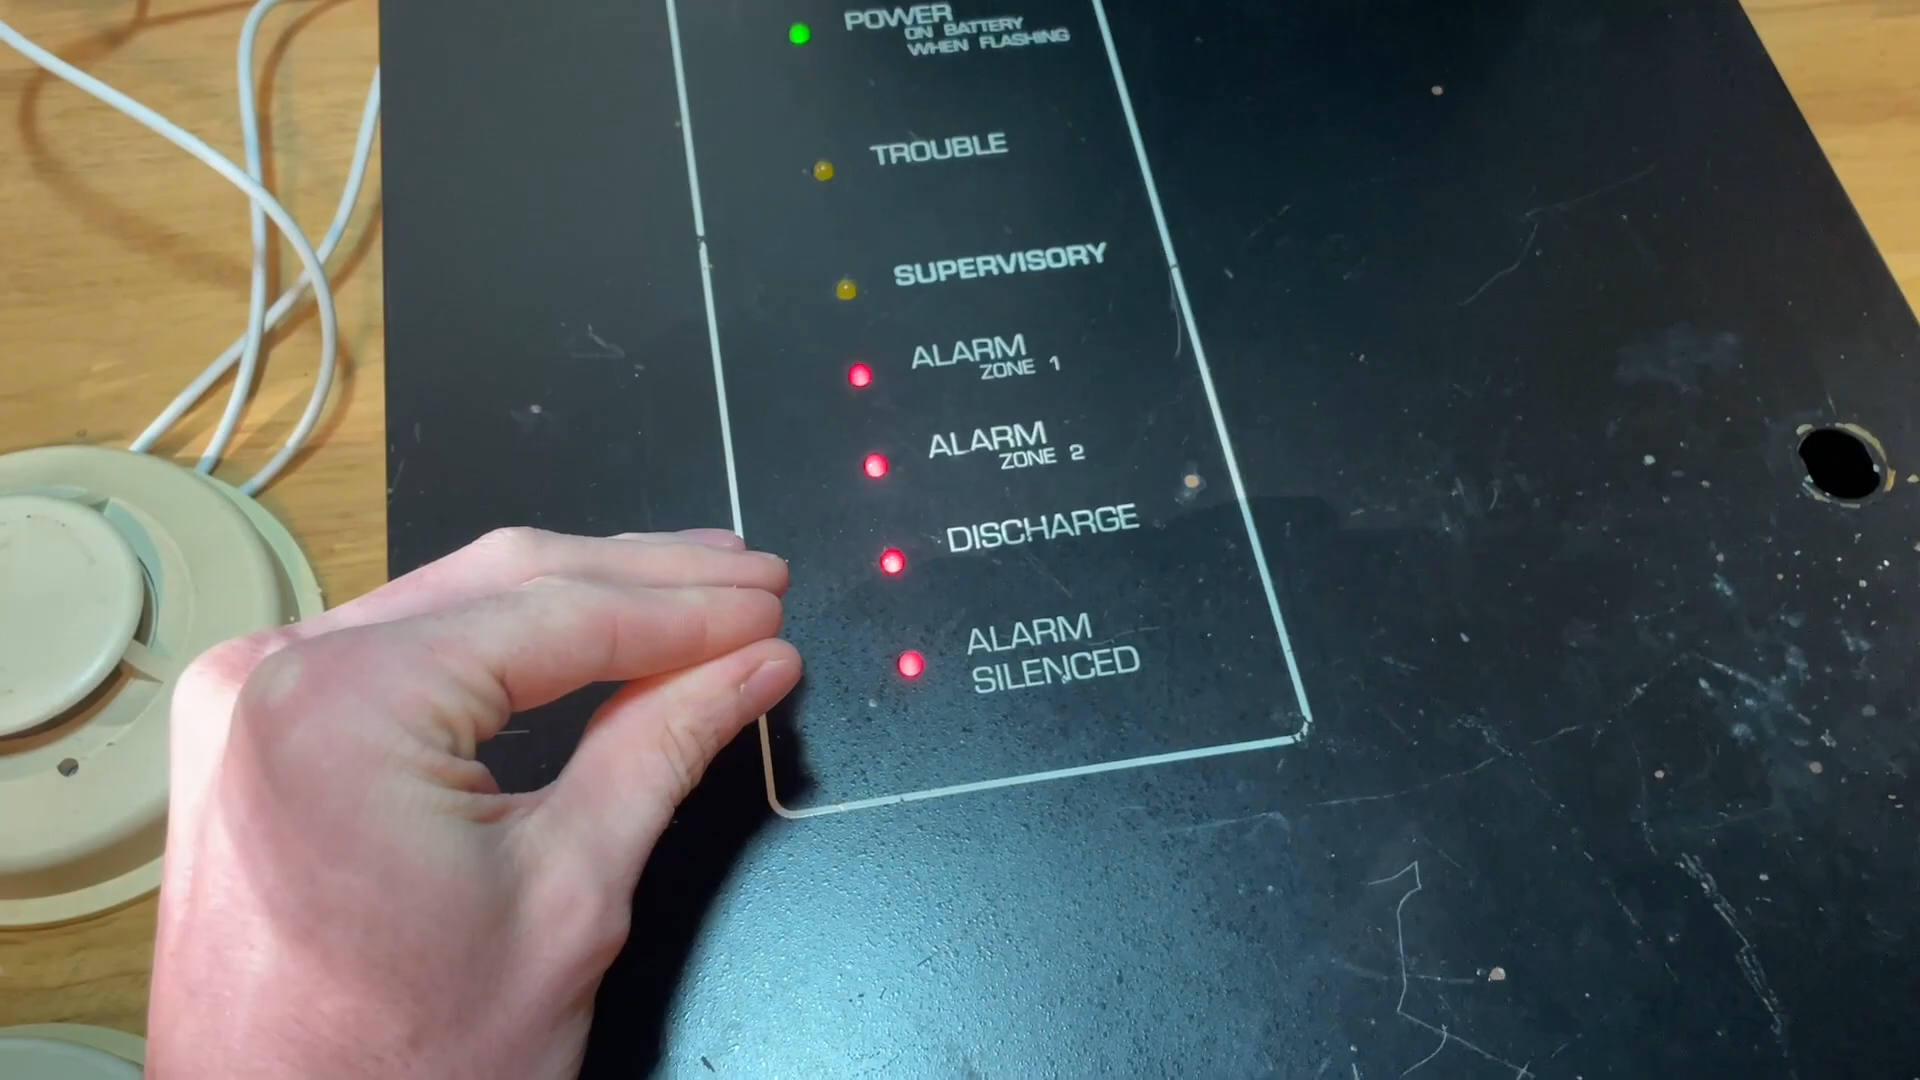 POWER
ON BATTERY
WHEN FLASHING
TROUBLE
SUPERVISORY
ALARM
ZONE 1
ALARM
ZONE 2
DISCHARGE
ALARM
SILENCED